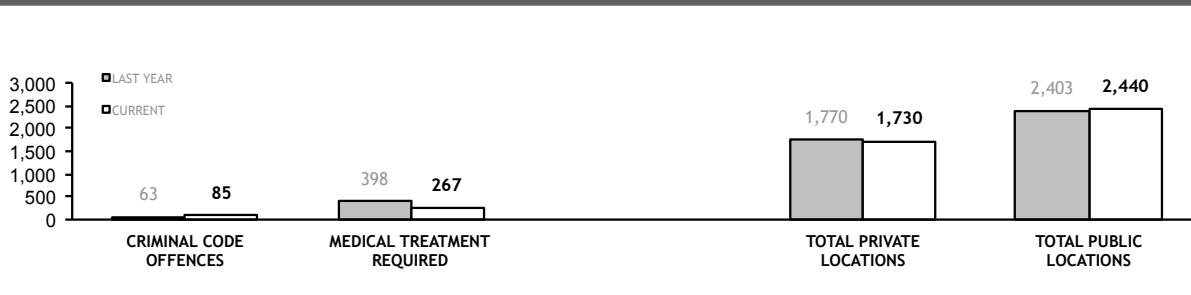 LAST YEAR
CURRENT
3,000
2,500
2,000
1,500
1,000
500
0
63
85
398
267
1,770
1,730
2,403
2,440
CRIMINAL CODE
OFFENCES
MEDICAL TREATMENT
REQUIRED
TOTAL PRIVATE
LOCATIONS
TOTAL PUBLIC
LOCATIONS